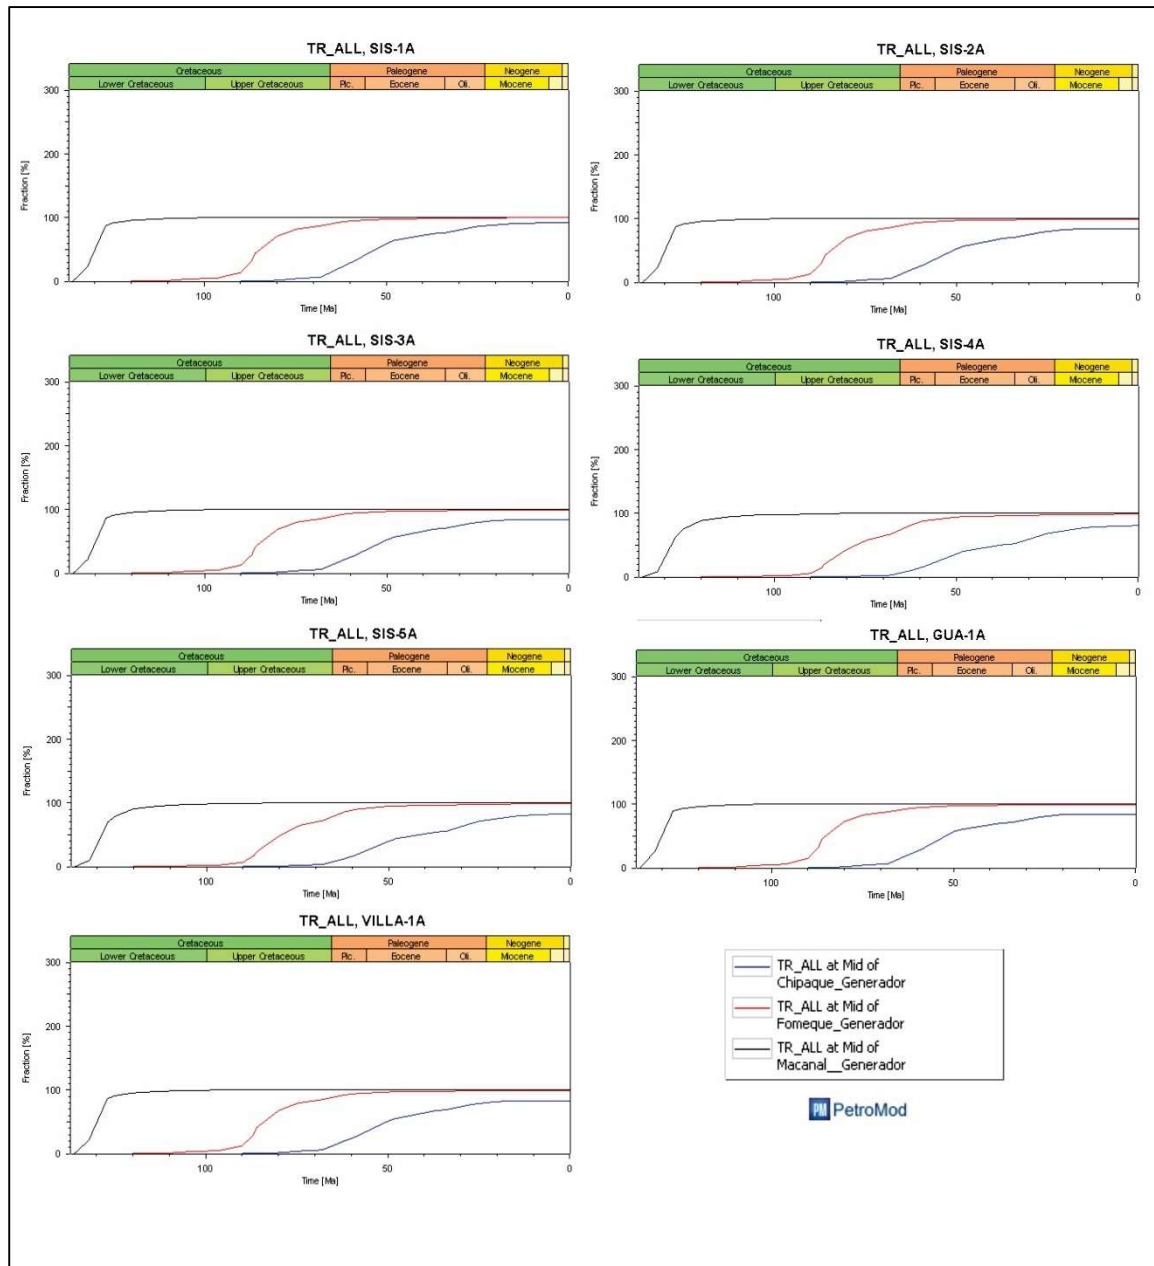 TR_ALL, SIS-1A
Cretaceous Paleogene Neogene
Lower Cretaceous Upper Cretaceous Plc. Eocene Oli. Miocene
300
200
100
0
Fraction [%]
100 50 0
Time [Ma]
TR_ALL, SIS-2A
Cretaceous Paleogene Neogene
Lower Cretaceous Upper Cretaceous Plc. Eocene Oli. Miocene
300
200
100
0
Fraction [%]
100 50 0
Time [Ma]
TR_ALL, SIS-3A
Cretaceous Paleogene Neogene
Lower Cretaceous Upper Cretaceous Plc. Eocene Oli. Miocene
300
200
100
0
Fraction [%]
100 50 0
Time [Ma]
TR_ALL, SIS-4A
Cretaceous Paleogene Neogene
Lower Cretaceous Upper Cretaceous Plc. Eocene Oli. Miocene
300
200
100
0
Fraction [%]
100 50 0
Time [Ma]
TR_ALL, SIS-5A
Cretaceous Paleogene Neogene
Lower Cretaceous Upper Cretaceous Plc. Eocene Oli. Miocene
300
200
100
0
Fraction [%]
100 50 0
Time [Ma]
TR_ALL, GUA-1A
Cretaceous Paleogene Neogene
Lower Cretaceous Upper Cretaceous Plc. Eocene Oli. Miocene
300
200
100
0
Fraction [%]
100 50 0
Time [Ma]
TR_ALL, VILLA-1A
Cretaceous Paleogene Neogene
Lower Cretaceous Upper Cretaceous Plc. Eocene Oli. Miocene
300
200
100
0
Fraction [%]
100 50 0
Time [Ma]
TR_ALL at Mid of
Chipaque_Generador
TR_ALL at Mid of
Fomeque_Generador
TR_ALL at Mid of
Macanal__Generador
PM PetroMod